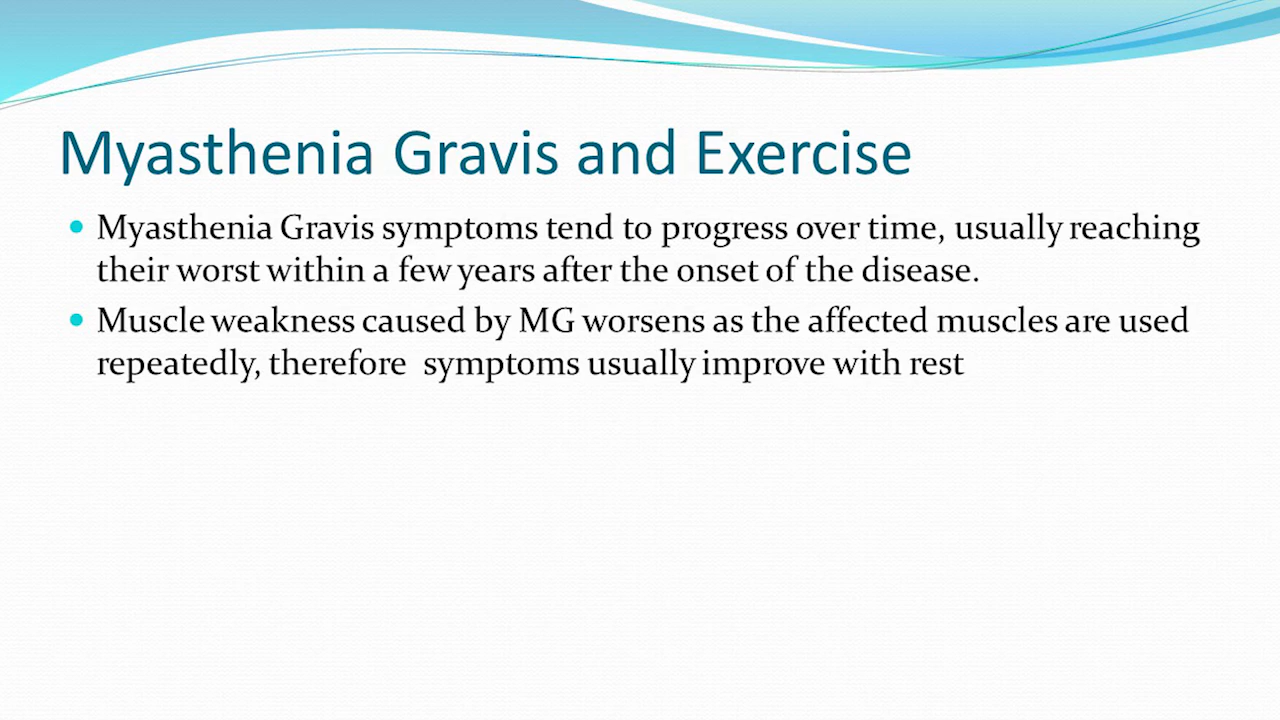 Myasthenia Gravis and Exercise
• Myasthenia Gravis symptoms tend to progress over time, usually reaching
their worst within a few years after the onset of the disease.
• Muscle weakness caused by MG worsens as the affected muscles are used
repeatedly, therefore  symptoms usually improve with rest